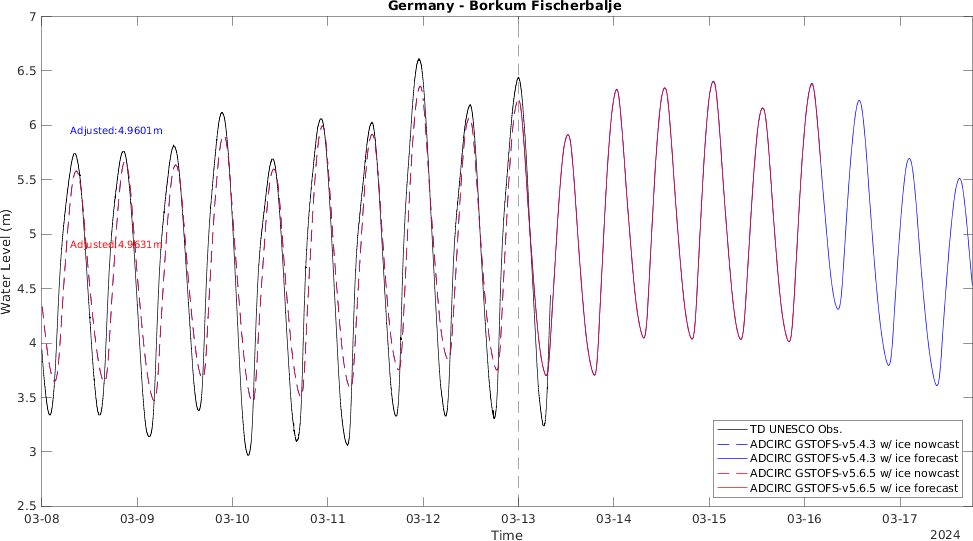 Germany - Borkum Fischerbalje
7
6.5
6
5.5
5
4.5
4
3.5
3
2.5
Water Level (m)
Adjusted:4.9601m
Adjusted:4.9631m
TD UNESCO Obs.
ADCIRC GSTOFS-v5.4.3 w/ ice nowcast
ADCIRC GSTOFS-v5.4.3 w/ ice forecast
ADCIRC GSTOFS-v5.6.5 w/ ice nowcast
ADCIRC GSTOFS-v5.6.5 w/ ice forecast
03-08 03-09 03-10 03-11 03-12 03-13 03-14 03-15 03-16 03-17
Time
2024